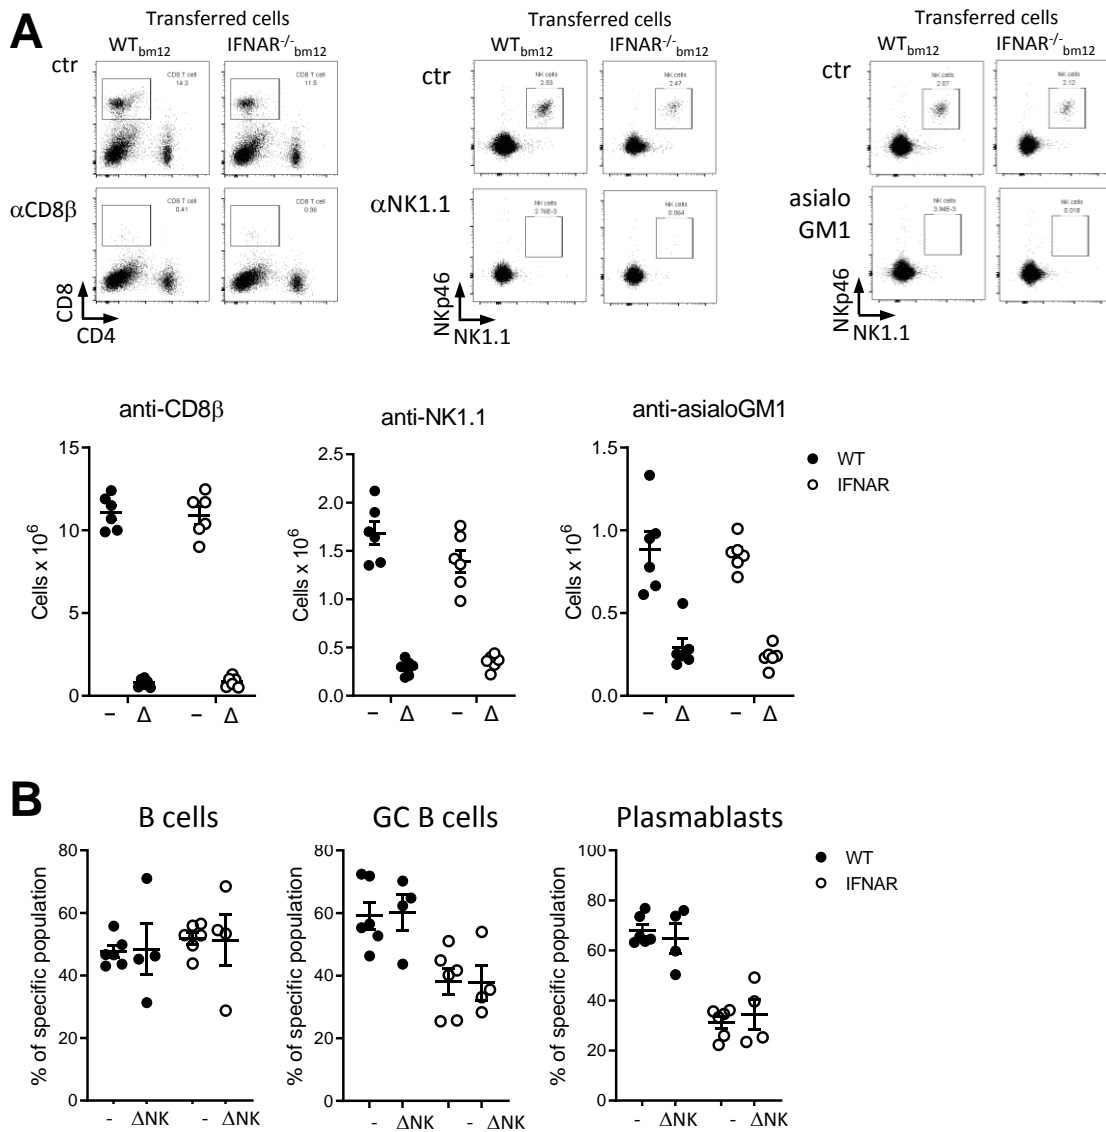 A
Transferred cells
WTbm12 IFNAR-/-bm12
ctr
CD8 T cell
14.3
CD8 T cell
11.5
αCD8β
CD8 T cell
0.41
CD8 T cell
0.36
CD8
CD4
Transferred cells
WTbm12 IFNAR-/-bm12
ctr
NK cells
2.53
NK cells
2.47
αNK1.1
NK cells
2.76E-3
NK cells
0.064
NKp46
NK1.1
Transferred cells
WTbm12 IFNAR-/-bm12
ctr
NK cells
2.87
NK cells
2.12
asialo
GM1
NK cells
3.94E-3
NK cells
0.018
NKp46
NK1.1
anti-CD8β
Cells x 10^6
15
10
5
0
– Δ – Δ
anti-NK1.1
Cells x 10^6
2.5
2.0
1.5
1.0
0.5
0.0
– Δ – Δ
anti-asialoGM1
Cells x 10^6
1.5
1.0
0.5
0.0
– Δ – Δ
WT
IFNAR
B
B cells
% of specific population
80
60
40
20
0
- ΔNK - ΔNK
GC B cells
% of specific population
80
60
40
20
0
- ΔNK - ΔNK
Plasmablasts
% of specific population
100
80
60
40
20
0
- ΔNK - ΔNK
WT
IFNAR